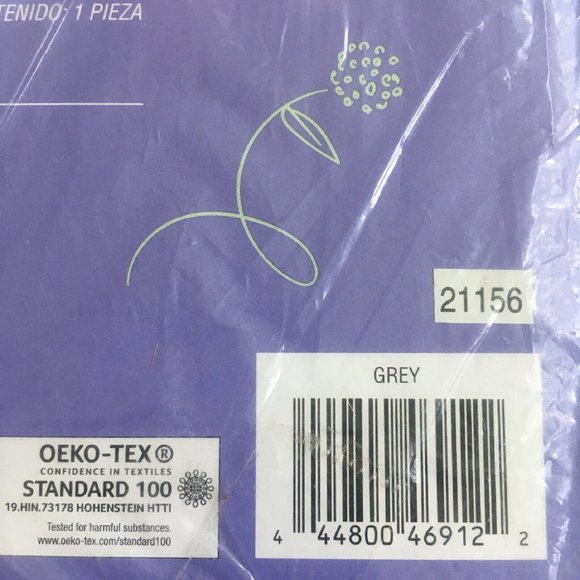 1 PIEZA
21156
GREY
4 44800 46912 2
OEKO-TEX®
CONFIDENCE IN TEXTILES
STANDARD 100
19.HIN.73178 HOHENSTEIN HTTI
Tested for harmful substances.
www.oeko-tex.com/standard100